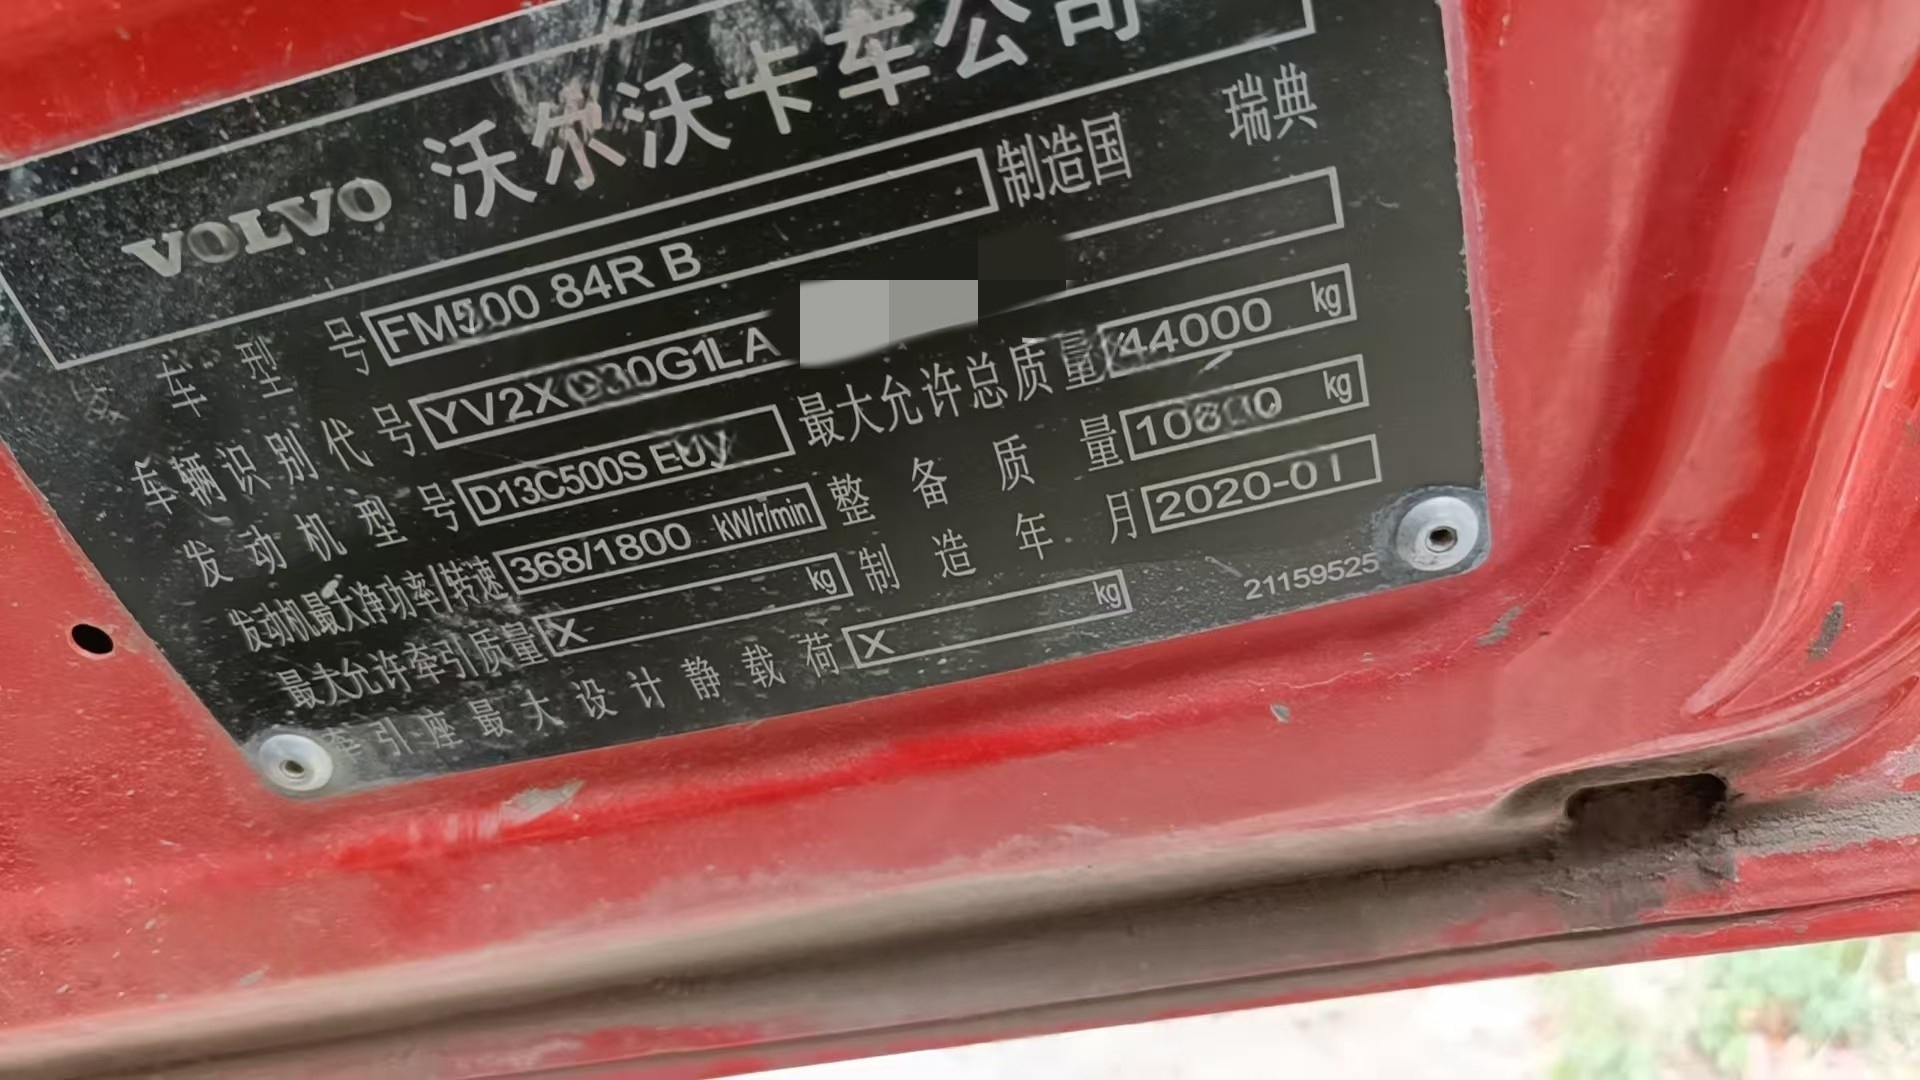 VOLVO 沃尔沃卡车公司
车型号 FM500 84R B 制造国 瑞典
车辆识别代号 YV2X 0G1LA
发动机型号 D13C500S 最大允许总质量 44000 kg
发动机最大净功率/转速 368/1800 kW/r/min 整备质量 kg
最大允许牵引质量 X kg 制造年月 2020-01
牵引座最大设计静载荷 X kg
21159525